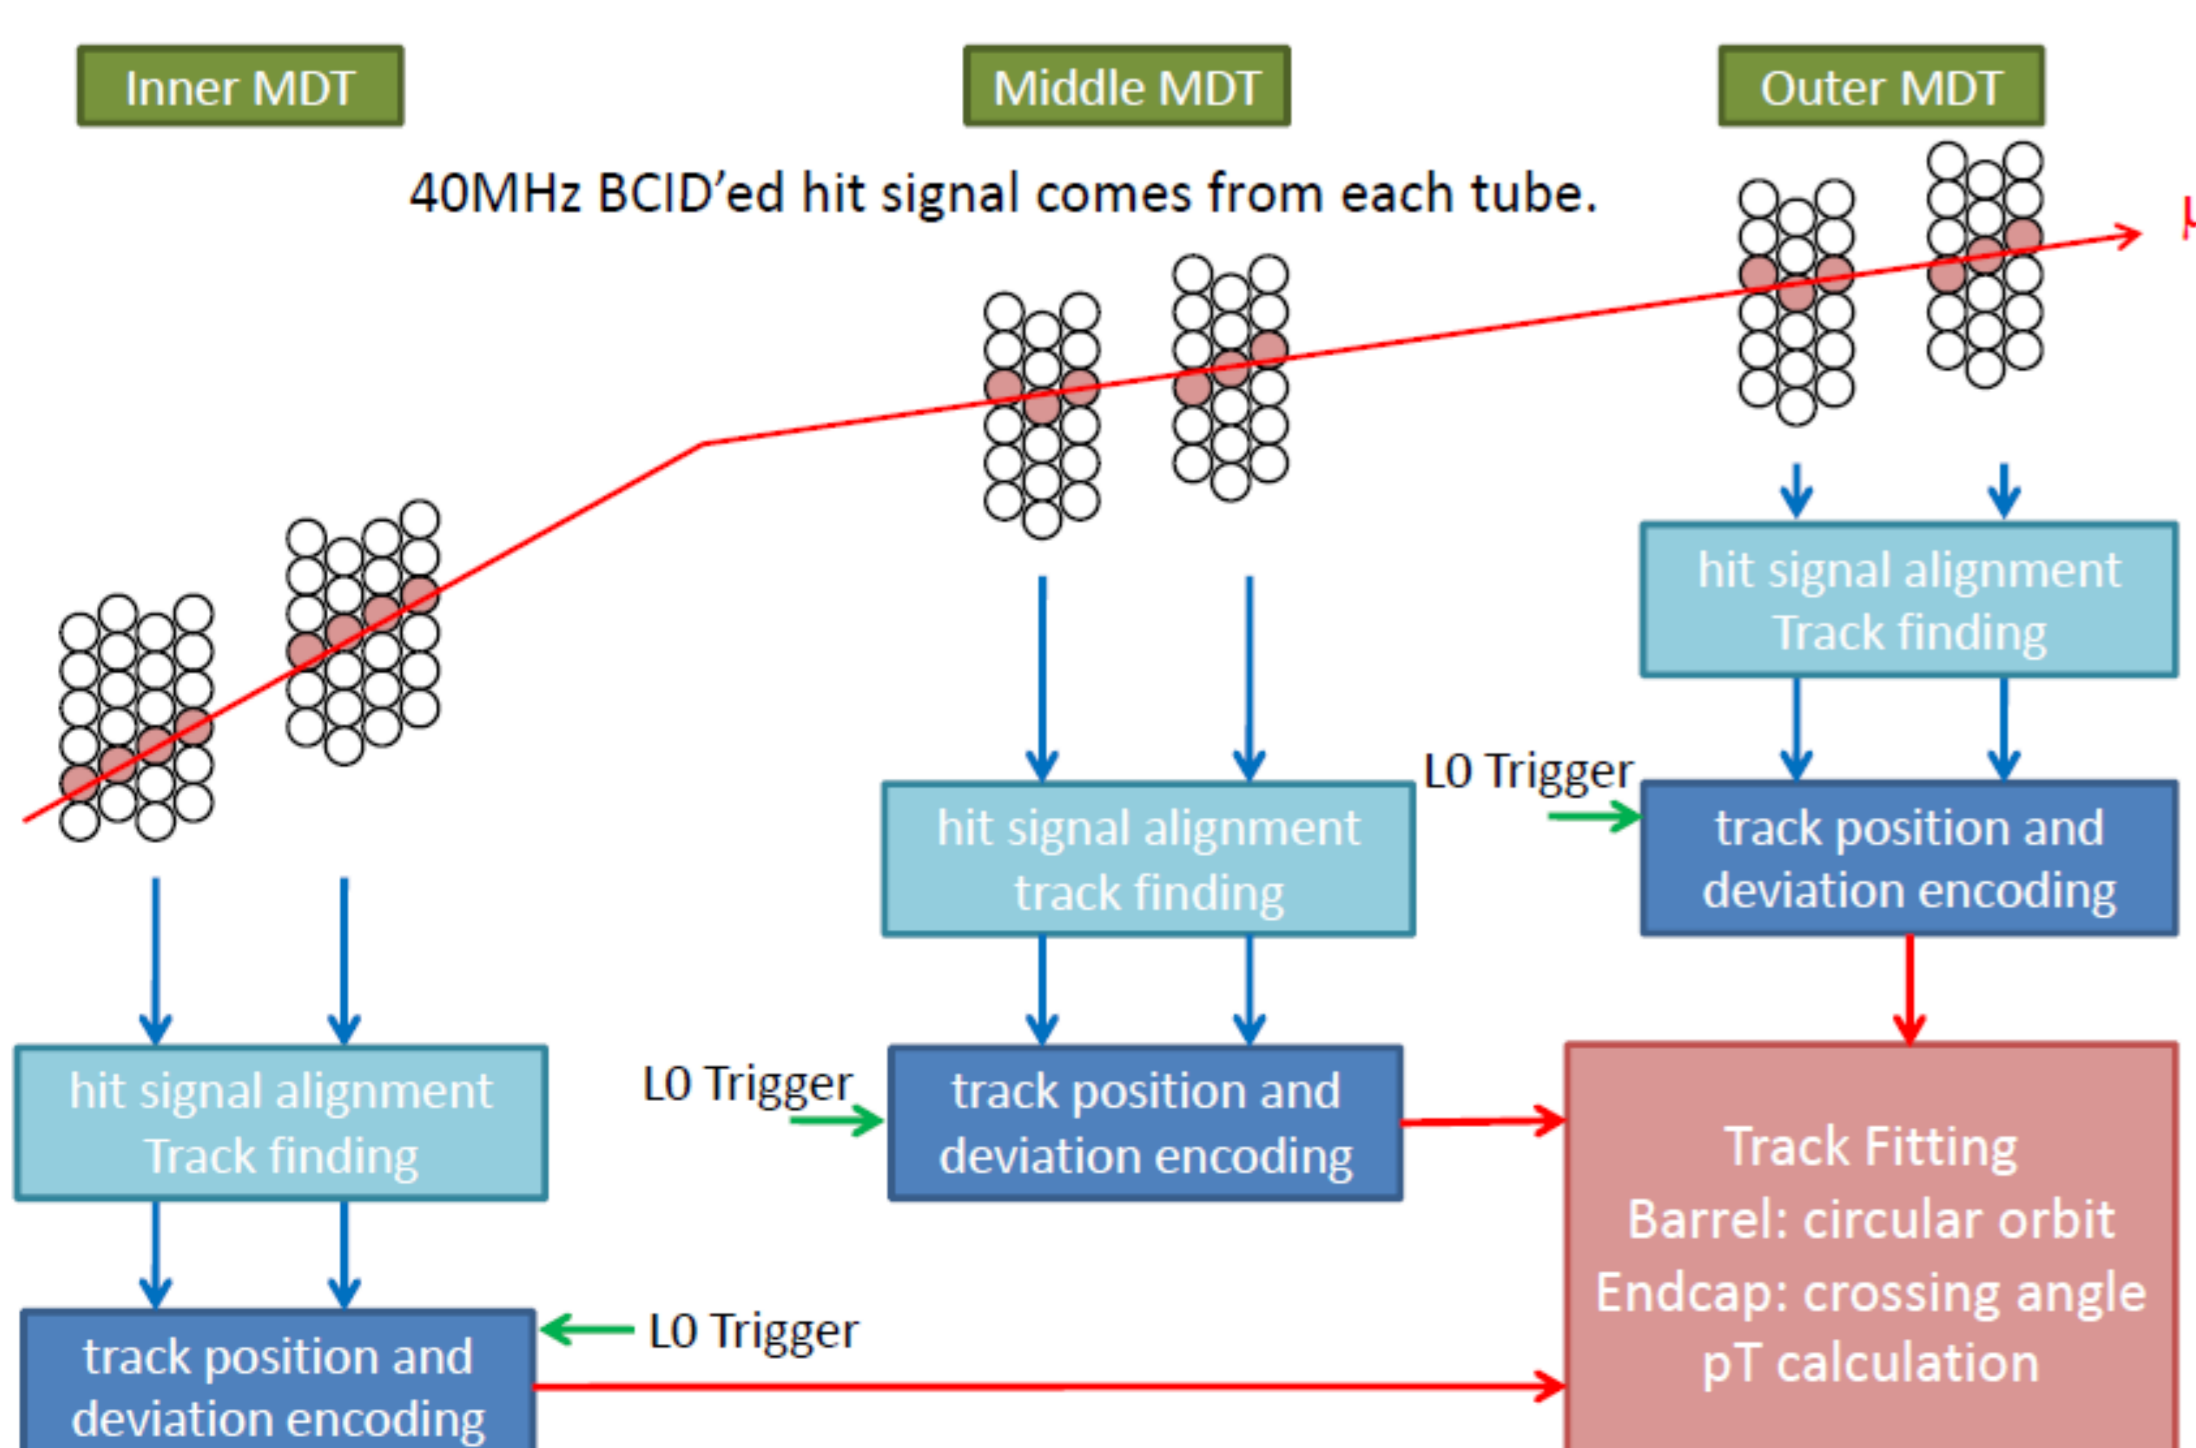 Inner MDT
Middle MDT
Outer MDT
40MHz BCID’ed hit signal comes from each tube.
μ
hit signal alignment
Track finding
L0 Trigger
track position and
deviation encoding
hit signal alignment
track finding
L0 Trigger
track position and
deviation encoding
hit signal alignment
Track finding
L0 Trigger
track position and
deviation encoding
Track Fitting
Barrel: circular orbit
Endcap: crossing angle
pT calculation